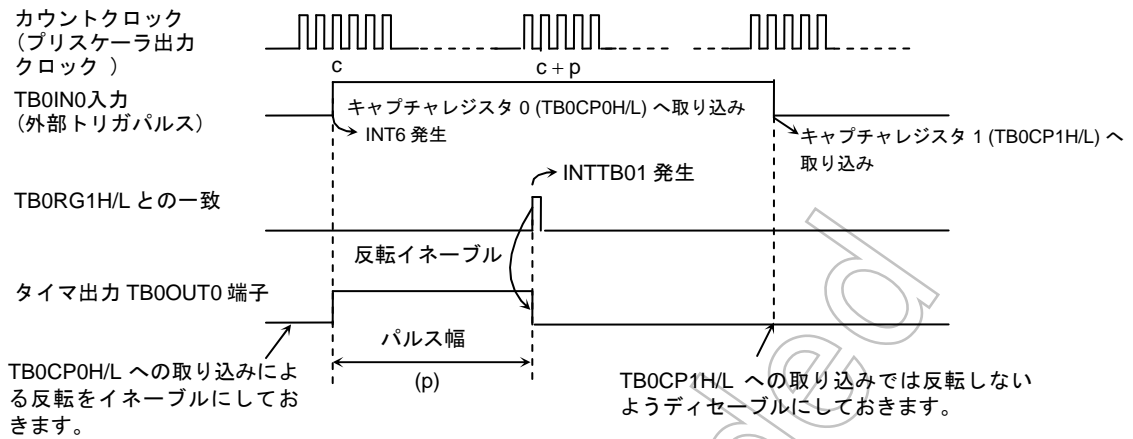 カウントクロック
(プリスケーラ出力
クロック )
c
c + p
TB0IN0入力
(外部トリガパルス)
キャプチャレジスタ 0 (TB0CP0H/L) へ取り込み
INT6 発生
キャプチャレジスタ 1 (TB0CP1H/L) へ
取り込み
INTTB01 発生
TB0RG1H/L との一致
反転イネーブル
タイマ出力 TB0OUT0 端子
パルス幅
(p)
TB0CP0H/L への取り込みによ
る反転をイネーブルにしてお
きます。
TB0CP1H/L への取り込みでは反転しない
ようディセーブルにしておきます。
ded